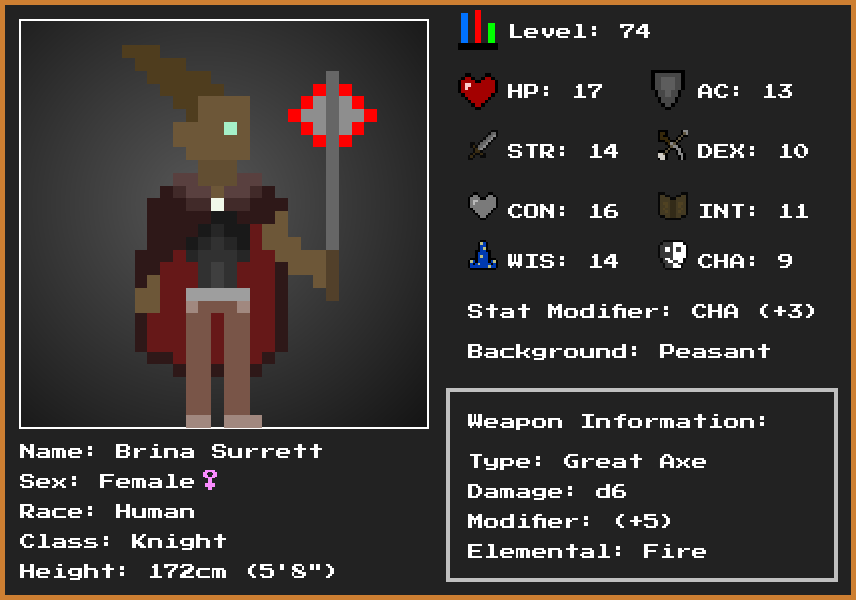 Level: 74
HP: 17 AC: 13
STR: 14 DEX: 10
CON: 16 INT: 11
WIS: 14 CHA: 9
Stat Modifier: CHA (+3)
Background: Peasant
Weapon Information:
Type: Great Axe
Damage: d6
Modifier: (+5)
Elemental: Fire
Name: Brina Surrett
Sex: Female♀
Race: Human
Class: Knight
Height: 172cm (5'8")